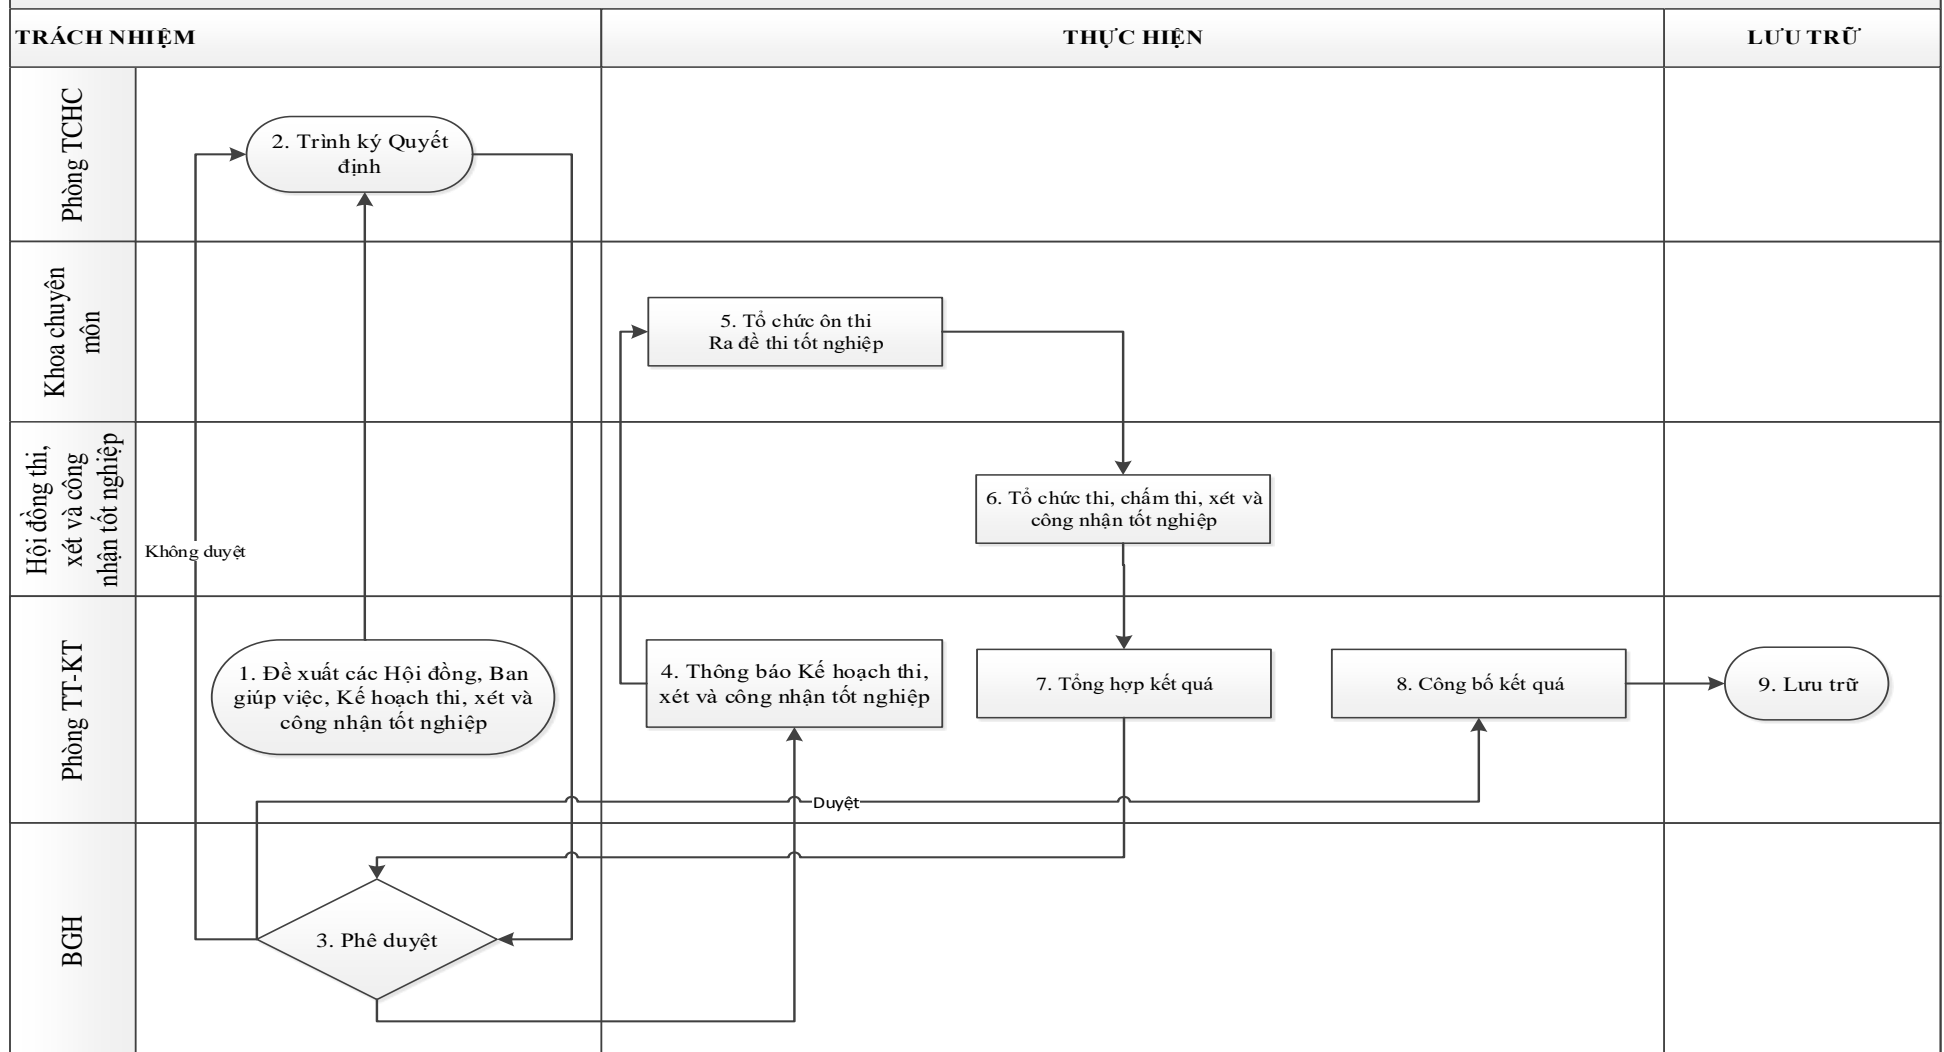 TRÁCH NHIỆM
THỰC HIỆN
LƯU TRỮ
Phòng TCHC
2. Trình ký Quyết
định
Khoa chuyên
môn
5. Tổ chức ôn thi
Ra đề thi tốt nghiệp
Hội đồng thi,
xét và công
nhận tốt nghiệp
Không duyệt
6. Tổ chức thi, chấm thi, xét và
công nhận tốt nghiệp
Phòng TT-KT
1. Đề xuất các Hội đồng, Ban
giúp việc, Kế hoạch thi, xét và
công nhận tốt nghiệp
4. Thông báo Kế hoạch thi,
xét và công nhận tốt nghiệp
7. Tổng hợp kết quả
8. Công bố kết quả
9. Lưu trữ
Duyệt
BGH
3. Phê duyệt